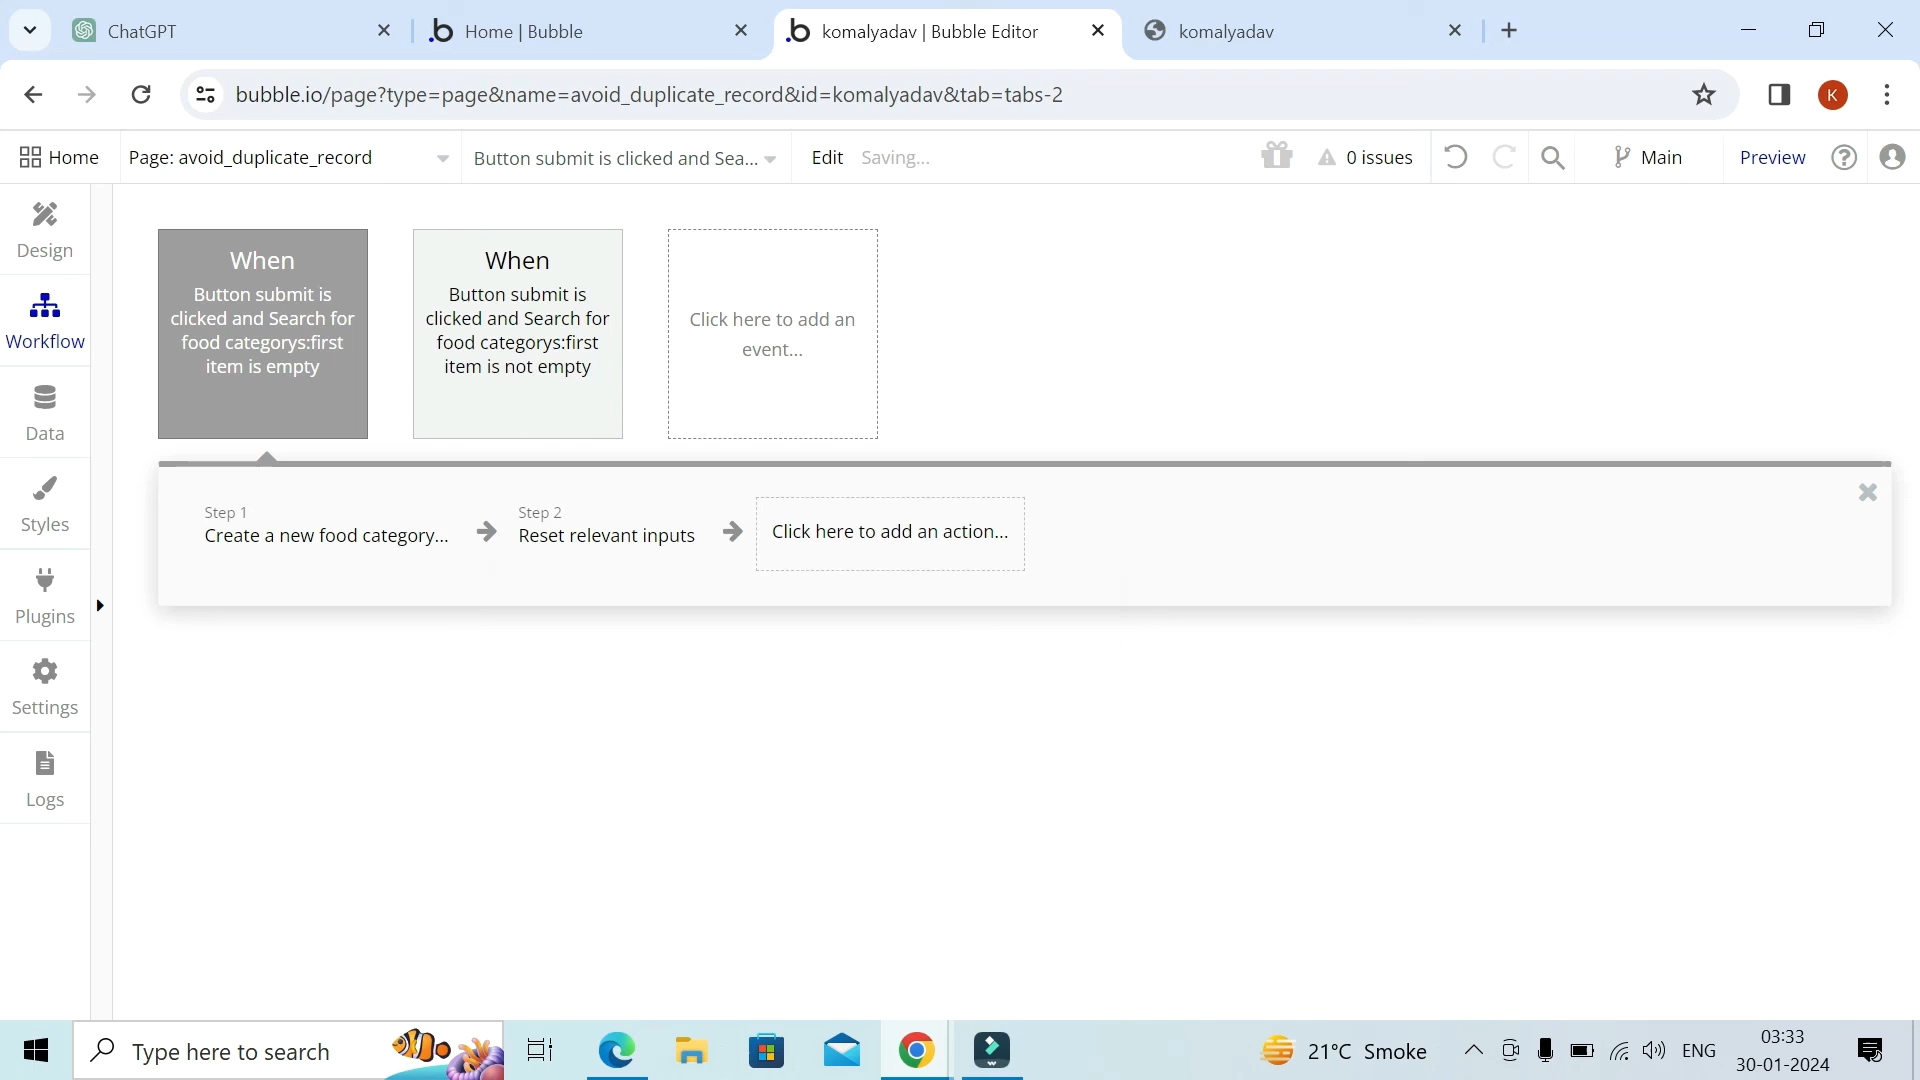 ChatGPT
Home | Bubble
komalyadav | Bubble Editor
komalyadav
bubble.io/page?type=page&name=avoid_duplicate_record&id=komalyadav&tab=tabs-2
K
Home
Page: avoid_duplicate_record
Button submit is clicked and Sea...
Edit
Saving...
0 issues
Main
Preview
Design
Workflow
Data
Styles
Plugins
Settings
Logs
When
Button submit is
clicked and Search for
food categorys:first
item is empty
When
Button submit is
clicked and Search for
food categorys:first
item is not empty
Click here to add an
event...
Step 1
Create a new food category...
Step 2
Reset relevant inputs
Click here to add an action...
Type here to search
21°C Smoke
ENG
03:33
30-01-2024